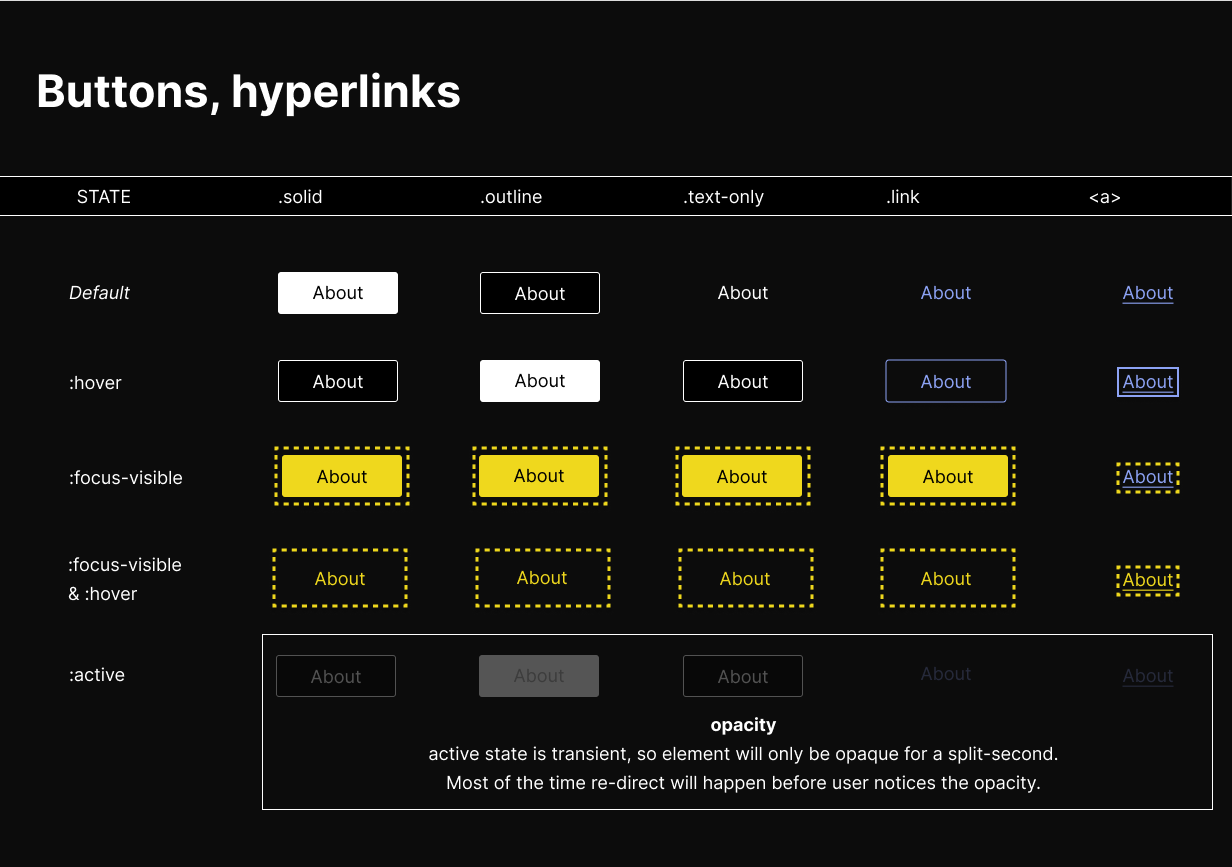 Buttons, hyperlinks
STATE .solid .outline .text-only .link <a>
Default About About About About About
:hover About About About About About
:focus-visible About About About About About
:focus-visible
& :hover About About About About About
:active About About About About About
opacity
active state is transient, so element will only be opaque for a split-second.
Most of the time re-direct will happen before user notices the opacity.